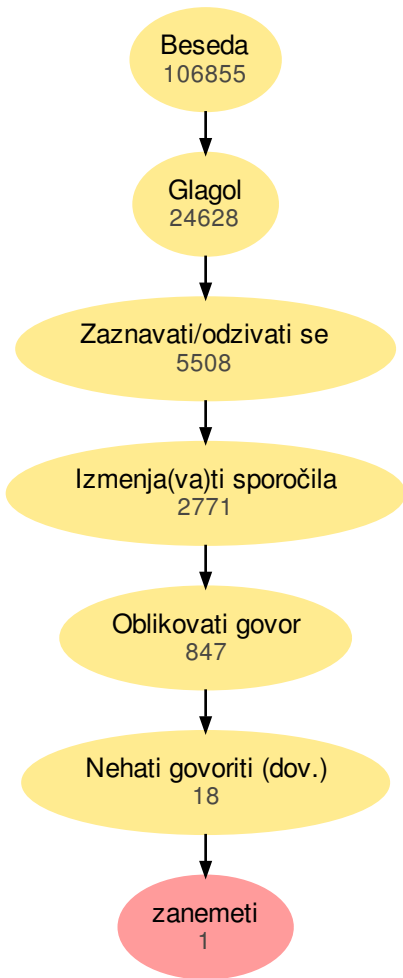 Beseda
106855
Glagol
24628
Zaznavati/odzivati se
5508
Izmenja(va)ti sporočila
2771
Oblikovati govor
847
Nehati govoriti (dov.)
18
zanemeti
1